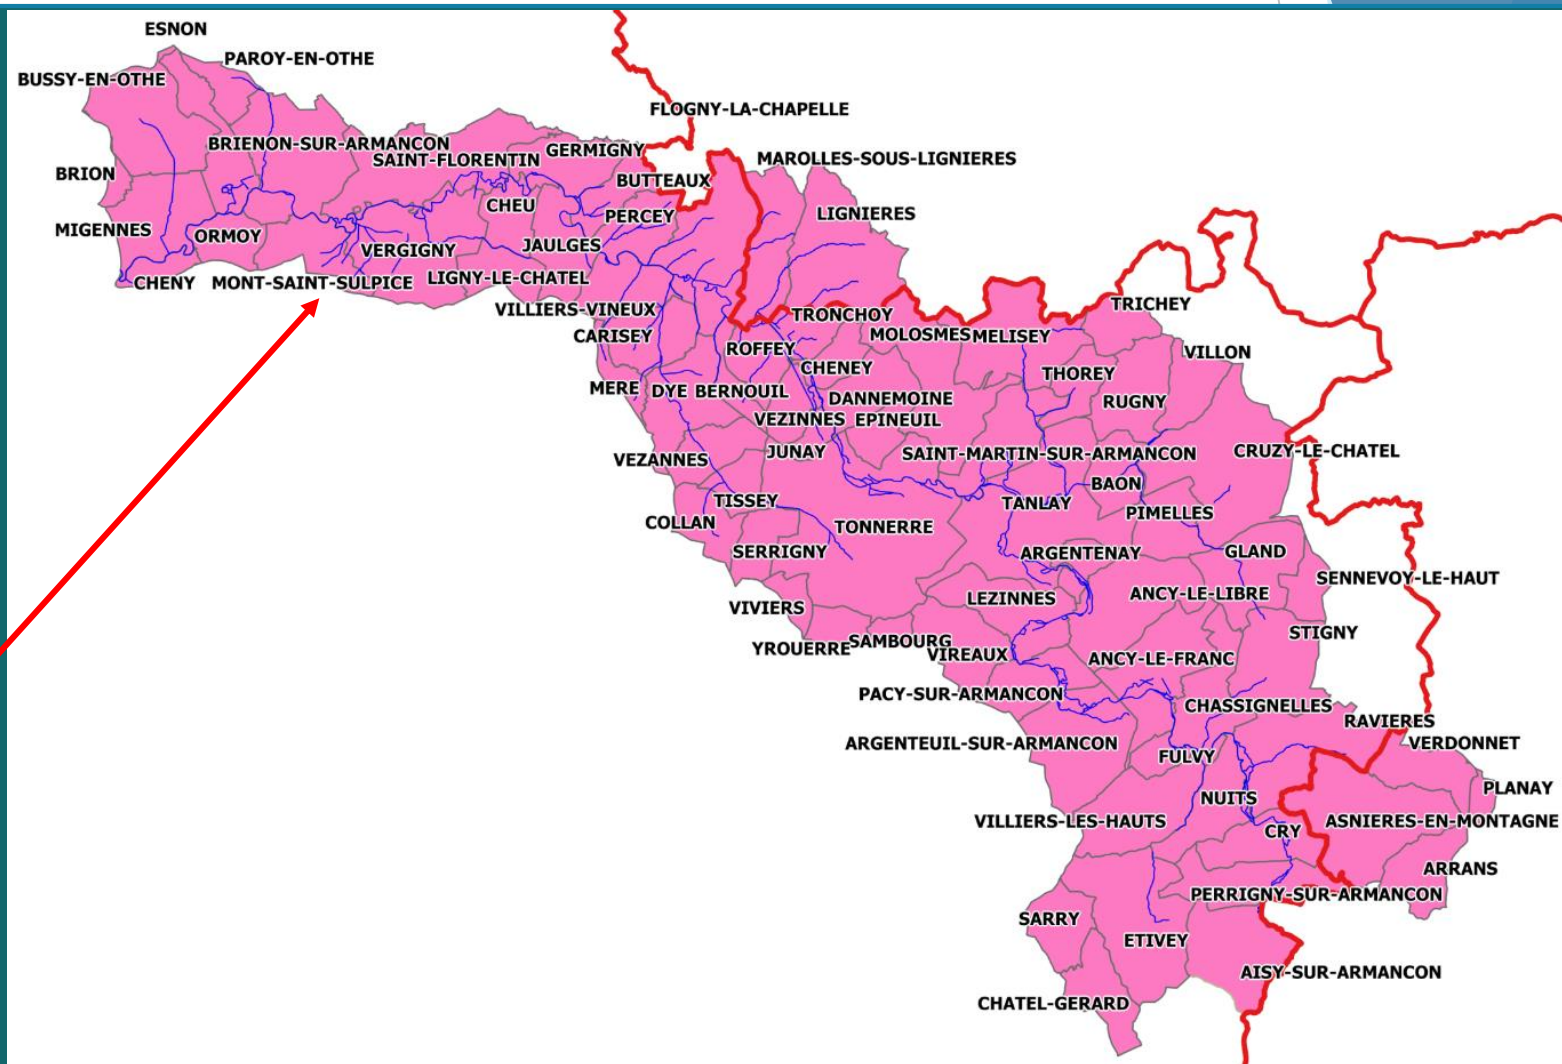 ESNON
PAROY-EN-OTHE
BUSSY-EN-OTHE
FLOGNY-LA-CHAPELLE
BRIENON-SUR-ARMANCON
GERMIGNY
SAINT-FLORENTIN
MAROLLES-SOUS-LIGNIERES
BRION
BUTTEAUX
CHEU
PERCEY
LIGNIERES
MIGENNES
ORMOY
VERGIGNY
JAULGES
CHENY
MONT-SAINT-SULPICE
LIGNY-LE-CHATEL
VILLIERS-VINEUX
TRONCHOY
TRICHEY
CARISEY
ROFFEY
MOLOSMES
MELISEY
VILLON
CHENEY
THOREY
MERE
DYE
BERNOUIL
DANNEMOINE
RUGNY
VEZINNES
EPINEUIL
VEZANNES
JUNAY
SAINT-MARTIN-SUR-ARMANCON
CRUZY-LE-CHATEL
BAON
TISSEY
TANLAY
PIMELLES
COLLAN
TONNERRE
SERRIGNY
ARGENTENAY
GLAND
SENNEVOY-LE-HAUT
VIVIERS
LEZINNES
ANCY-LE-LIBRE
STIGNY
YROUERRE
SAMBOURG
VIREAUX
ANCY-LE-FRANC
PACY-SUR-ARMANCON
CHASSIGNELLES
RAVIERES
ARGENTEUIL-SUR-ARMANCON
VERDONNET
FULVY
PLANAY
NUITS
VILLIERS-LES-HAUTS
CRY
ASNIERES-EN-MONTAGNE
ARRANS
PERRIGNY-SUR-ARMANCON
SARRY
ETIVEY
AISY-SUR-ARMANCON
CHATEL-GERARD